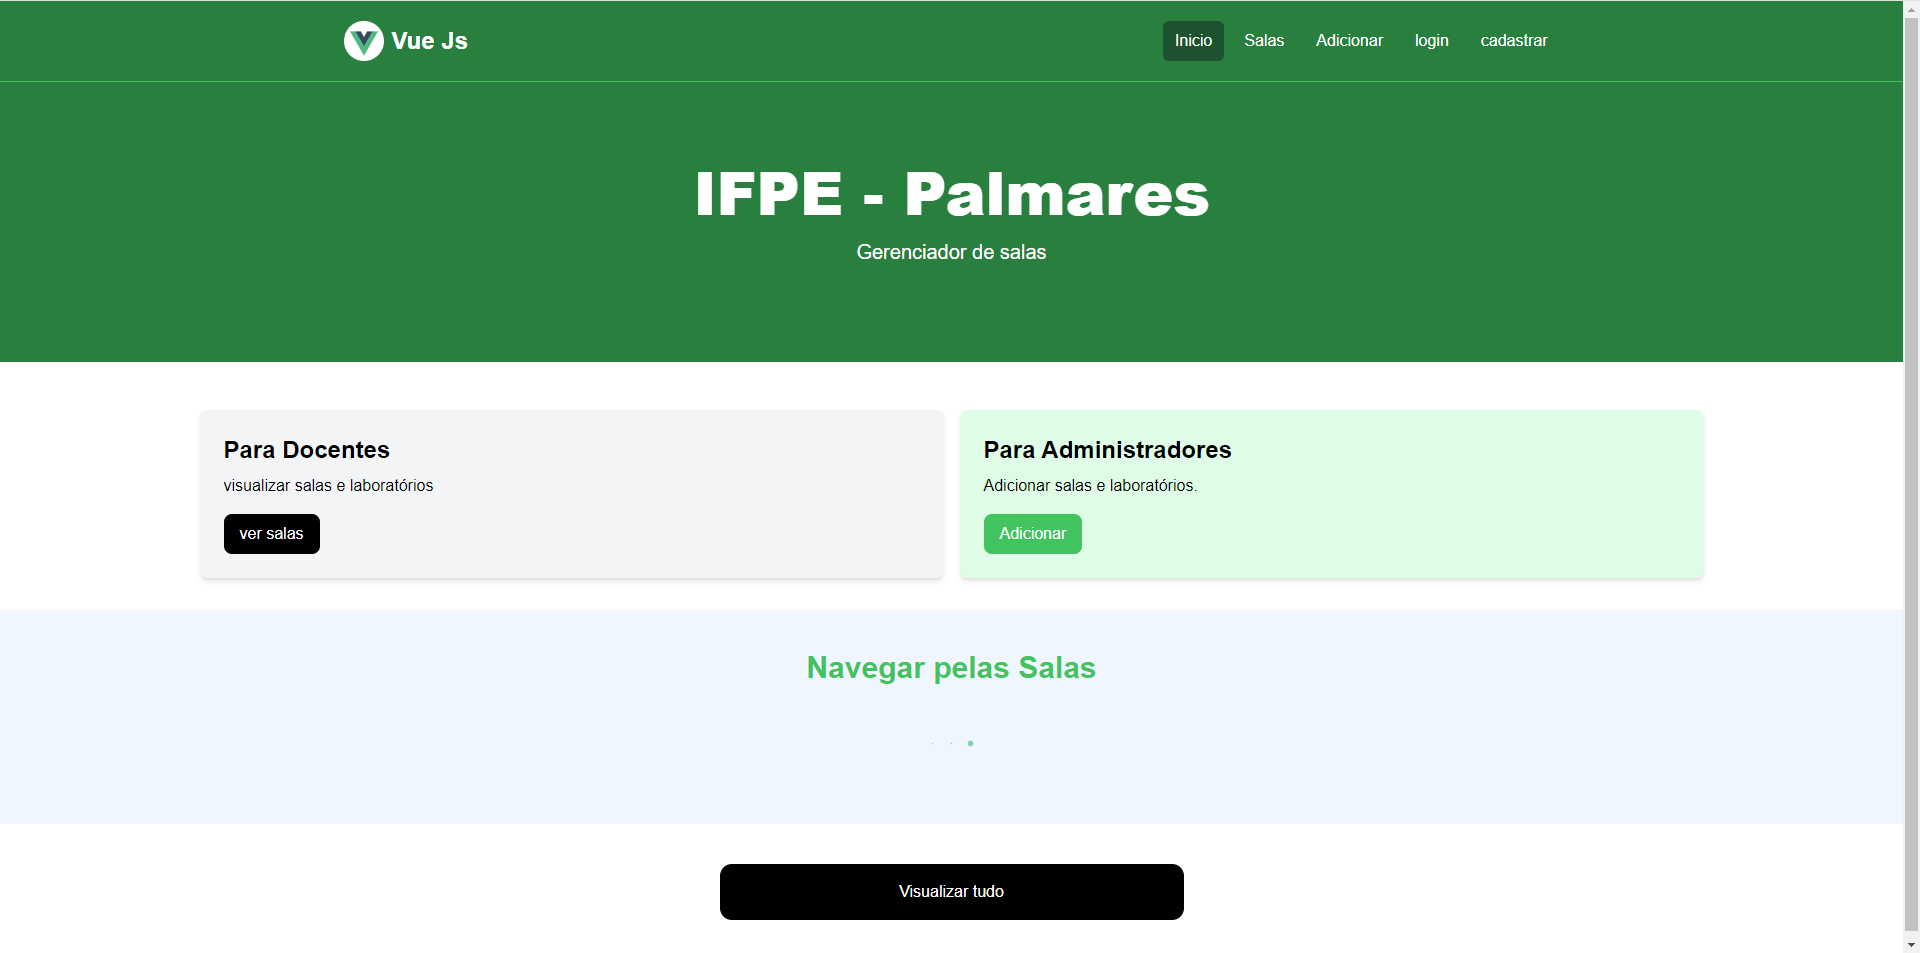 Vue Js
Inicio Salas Adicionar login cadastrar
IFPE - Palmares
Gerenciador de salas
Para Docentes
visualizar salas e laboratórios
ver salas
Para Administradores
Adicionar salas e laboratórios.
Adicionar
Navegar pelas Salas
Visualizar tudo